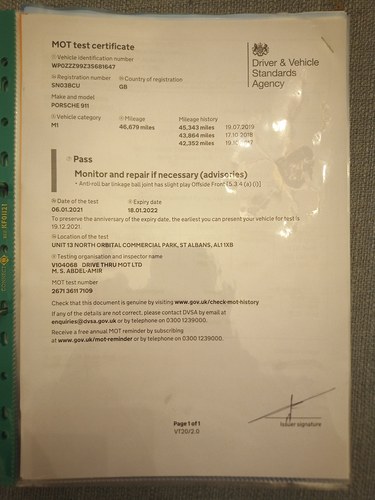 MOT test certificate
Driver & Vehicle
Standards
Agency
Vehicle identification number
WP0ZZZ99Z3S681647
Registration number Country of registration
SN03BCU GB
Make and model
PORSCHE 911
Vehicle category Mileage Mileage history
M1 46,679 miles 45,343 miles 19.07.2019
43,864 miles 17.10.2018
42,352 miles
Pass
Monitor and repair if necessary (advisories)
• Anti-roll bar linkage ball joint has slight play Offside Front (5.3.4 (a) (i))
Date of the test Expiry date
06.01.2021 18.01.2022
To preserve the anniversary of the expiry date, the earliest you can present your vehicle for test is
19.12.2021.
Location of the test
UNIT 13 NORTH ORBITAL COMMERCIAL PARK, ST ALBANS, AL1 1XB
Testing organisation and inspector name
V104068 DRIVE THRU MOT LTD
M. S. ABDEL-AMIR
MOT test number
2671 3611 7109
Check that this document is genuine by visiting www.gov.uk/check-mot-history
If any of the details are not correct, please contact DVSA by email at
enquiries@dvsa.gov.uk or by telephone on 0300 1239000.
Receive a free annual MOT reminder by subscribing
at www.gov.uk/mot-reminder or by telephone on 0300 1239000.
Issuer signature
Page 1 of 1
VT20/2.0